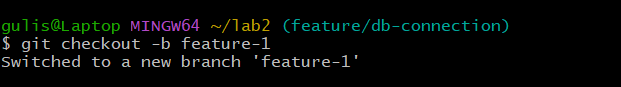 gulis@Laptop MINGW64 ~/lab2 (feature/db-connection)
$ git checkout -b feature-1
Switched to a new branch 'feature-1'